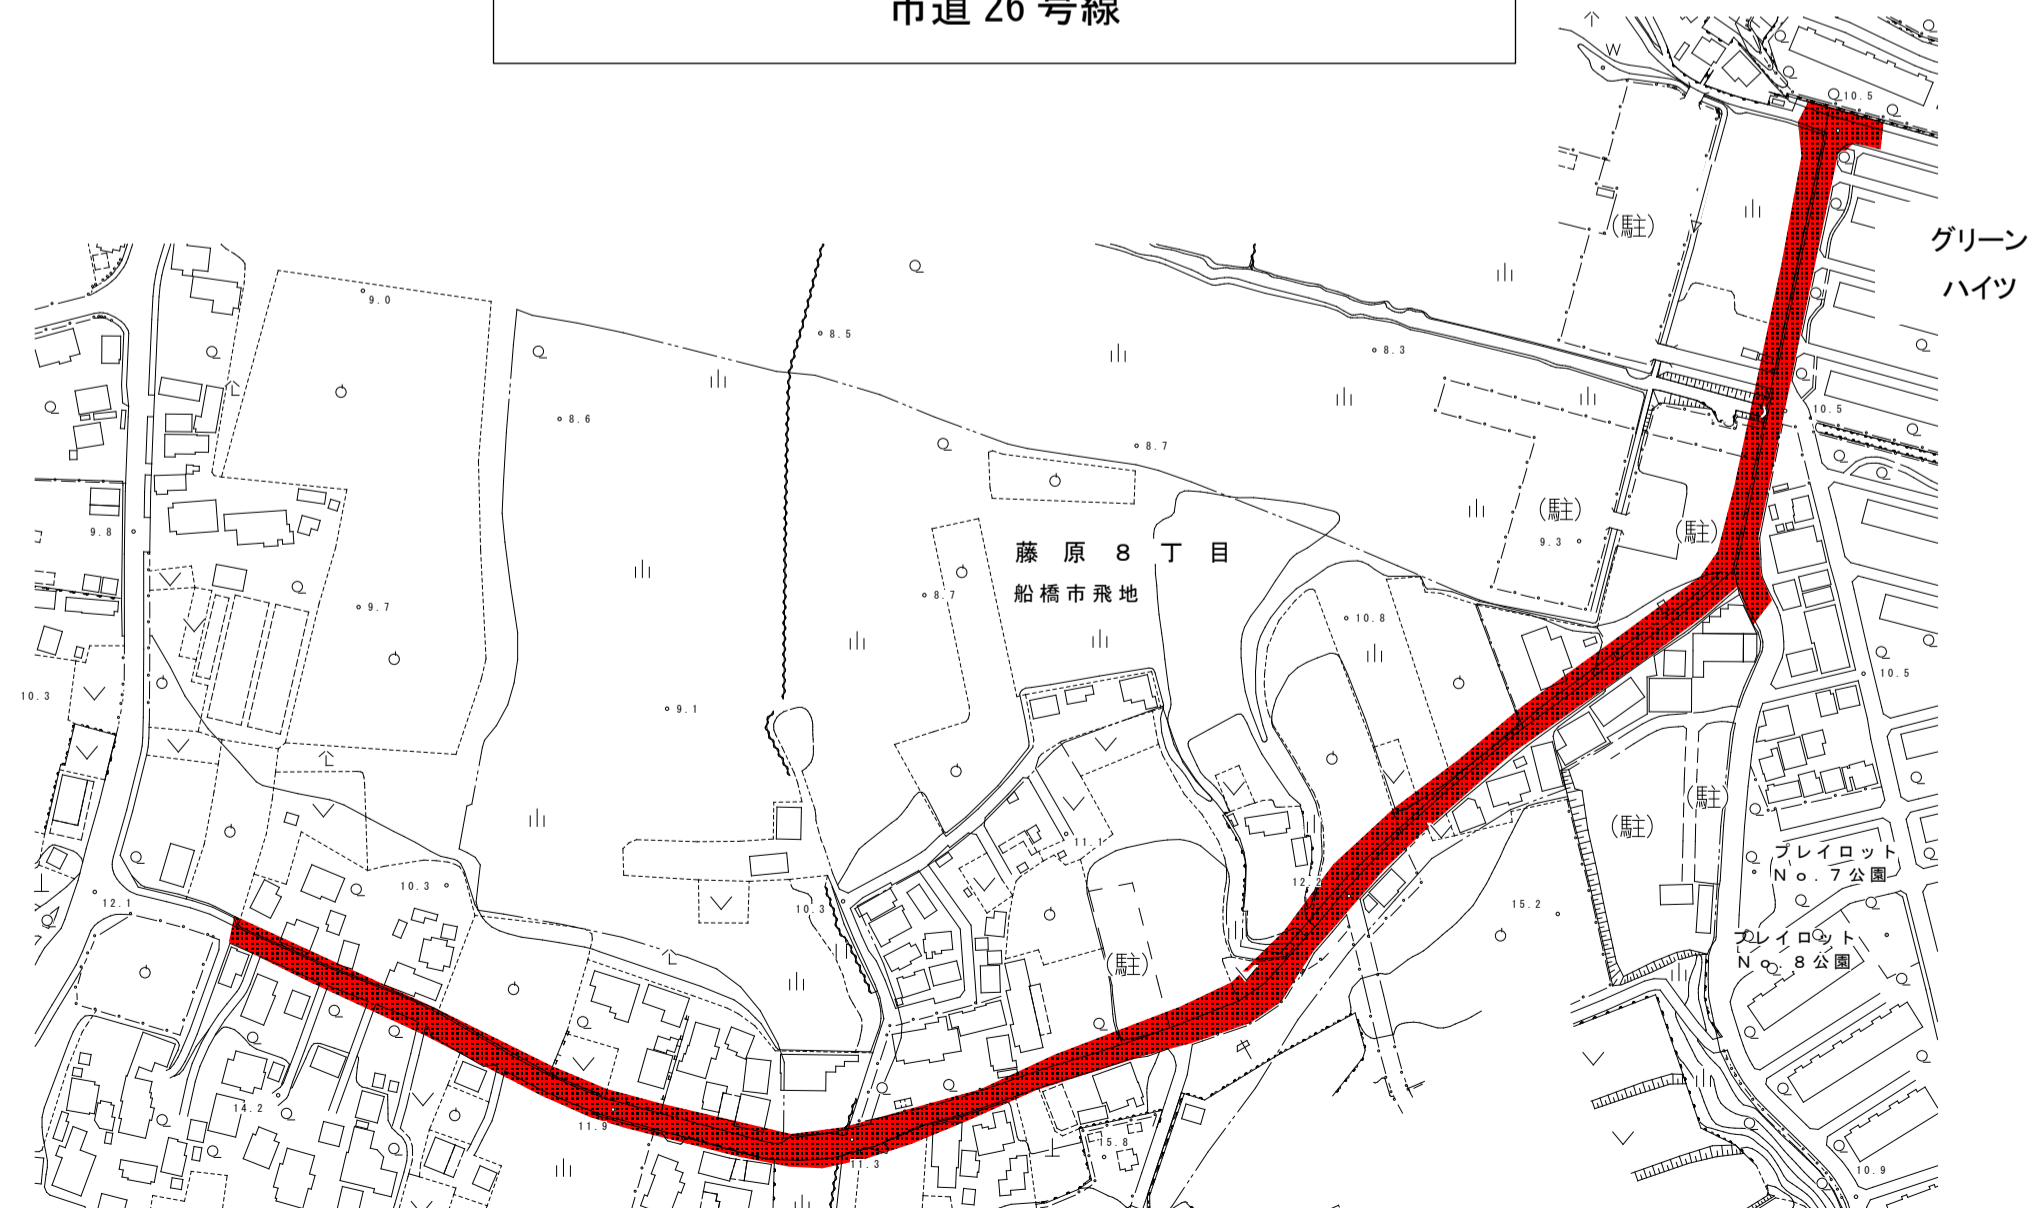 市道 26 号線
10.5
W
(駐)
グリーン
ハイツ
9.0
8.5
8.3
8.6
8.7
10.5
(駐)
(駐)
9.3
9.8
藤原8丁目
船橋市飛地
9.7
8.7
10.8
10.3
9.1
10.5
(駐)
(駐)
11.1
プレイロット
No.7公園
10.3
12.2
12.1
10.3
15.2
プレイロット
No.8公園
(駐)
14.2
11.9
15.8
11.3
10.9